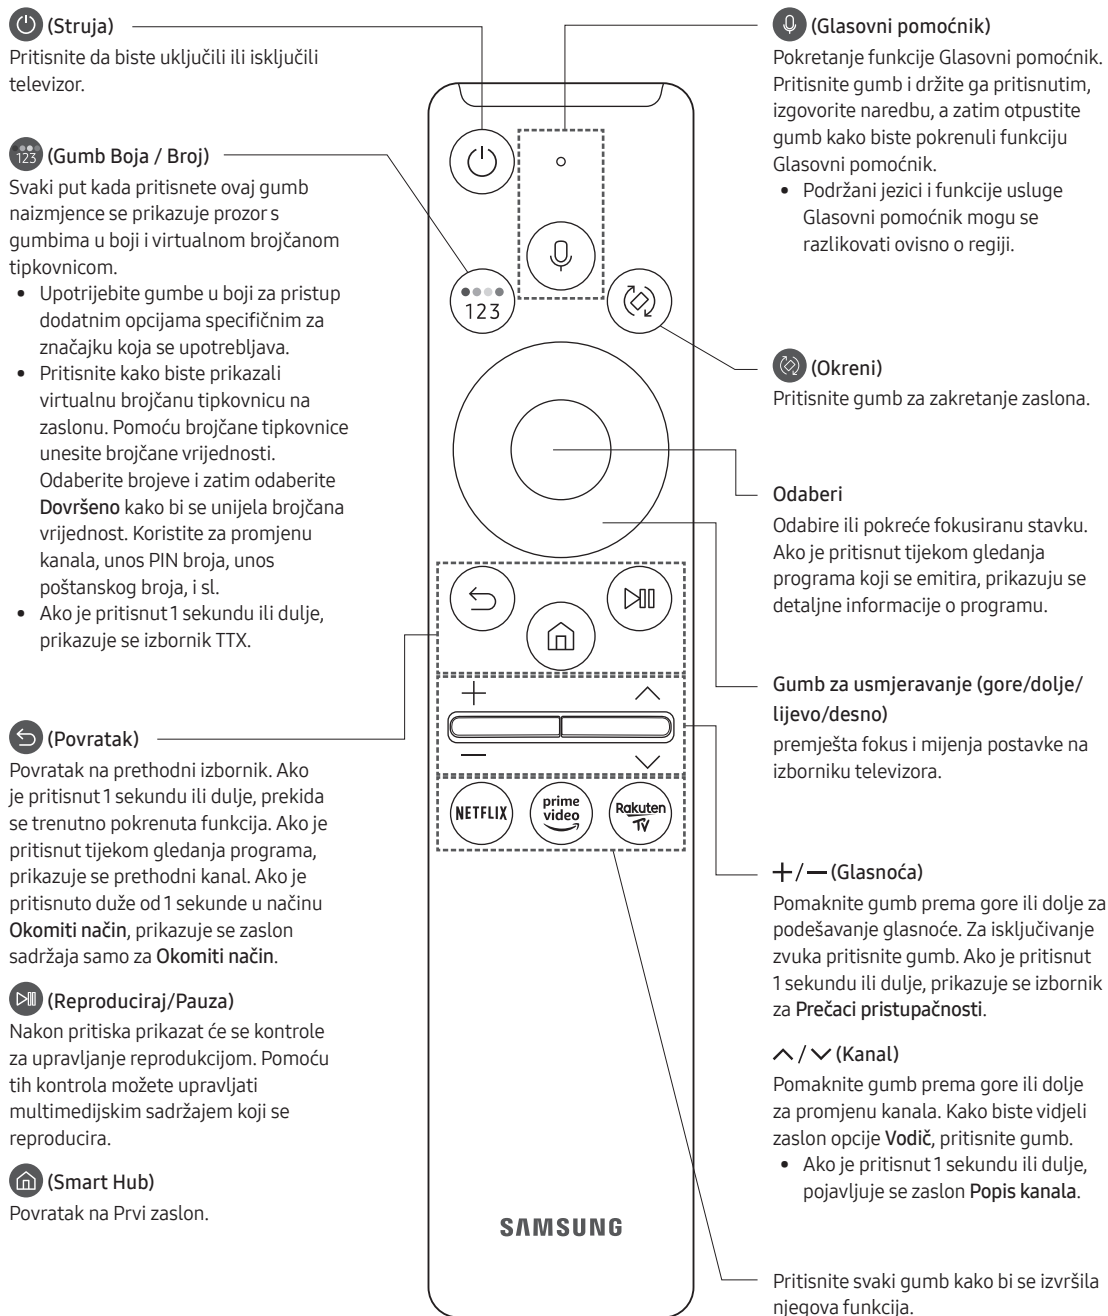 (Struja)
Pritisnite da biste uključili ili isključili
televizor.
123 (Gumb Boja / Broj)
Svaki put kada pritisnete ovaj gumb
naizmjence se prikazuje prozor s
gumbima u boji i virtualnom brojčanom
tipkovnicom.
• Upotrijebite gumbe u boji za pristup
dodatnim opcijama specifičnim za
značajku koja se upotrebljava.
• Pritisnite kako biste prikazali
virtualnu brojčanu tipkovnicu na
zaslonu. Pomoću brojčane tipkovnice
unesite brojčane vrijednosti.
Odaberite brojeve i zatim odaberite
Dovršeno kako bi se unijela brojčana
vrijednost. Koristite za promjenu
kanala, unos PIN broja, unos
poštanskog broja, i sl.
• Ako je pritisnut 1 sekundu ili dulje,
prikazuje se izbornik TTX.
(Povratak)
Povratak na prethodni izbornik. Ako
je pritisnut 1 sekundu ili dulje, prekida
se trenutno pokrenuta funkcija. Ako je
pritisnut tijekom gledanja programa,
prikazuje se prethodni kanal. Ako je
pritisnuto duže od 1 sekunde u načinu
Okomiti način, prikazuje se zaslon
sadržaja samo za Okomiti način.
(Reproduciraj/Pauza)
Nakon pritiska prikazat će se kontrole
za upravljanje reprodukcijom. Pomoću
tih kontrola možete upravljati
multimedijskim sadržajem koji se
reproducira.
(Smart Hub)
Povratak na Prvi zaslon.
123
NETFLIX
prime
video
Rakuten
TV
SAMSUNG
(Glasovni pomoćnik)
Pokretanje funkcije Glasovni pomoćnik.
Pritisnite gumb i držite ga pritisnutim,
izgovorite naredbu, a zatim otpustite
gumb kako biste pokrenuli funkciju
Glasovni pomoćnik.
• Podržani jezici i funkcije usluge
Glasovni pomoćnik mogu se
razlikovati ovisno o regiji.
(Okreni)
Pritisnite gumb za zakretanje zaslona.
Odaberi
Odabire ili pokreće fokusiranu stavku.
Ako je pritisnut tijekom gledanja
programa koji se emitira, prikazuju se
detaljne informacije o programu.
Gumb za usmjeravanje (gore/dolje/
lijevo/desno)
premješta fokus i mijenja postavke na
izborniku televizora.
+/— (Glasnoća)
Pomaknite gumb prema gore ili dolje za
podešavanje glasnoće. Za isključivanje
zvuka pritisnite gumb. Ako je pritisnut
1 sekundu ili dulje, prikazuje se izbornik
za Prečaci pristupačnosti.
/ (Kanal)
Pomaknite gumb prema gore ili dolje
za promjenu kanala. Kako biste vidjeli
zaslon opcije Vodič, pritisnite gumb.
• Ako je pritisnut 1 sekundu ili dulje,
pojavljuje se zaslon Popis kanala.
Pritisnite svaki gumb kako bi se izvršila
njegova funkcija.